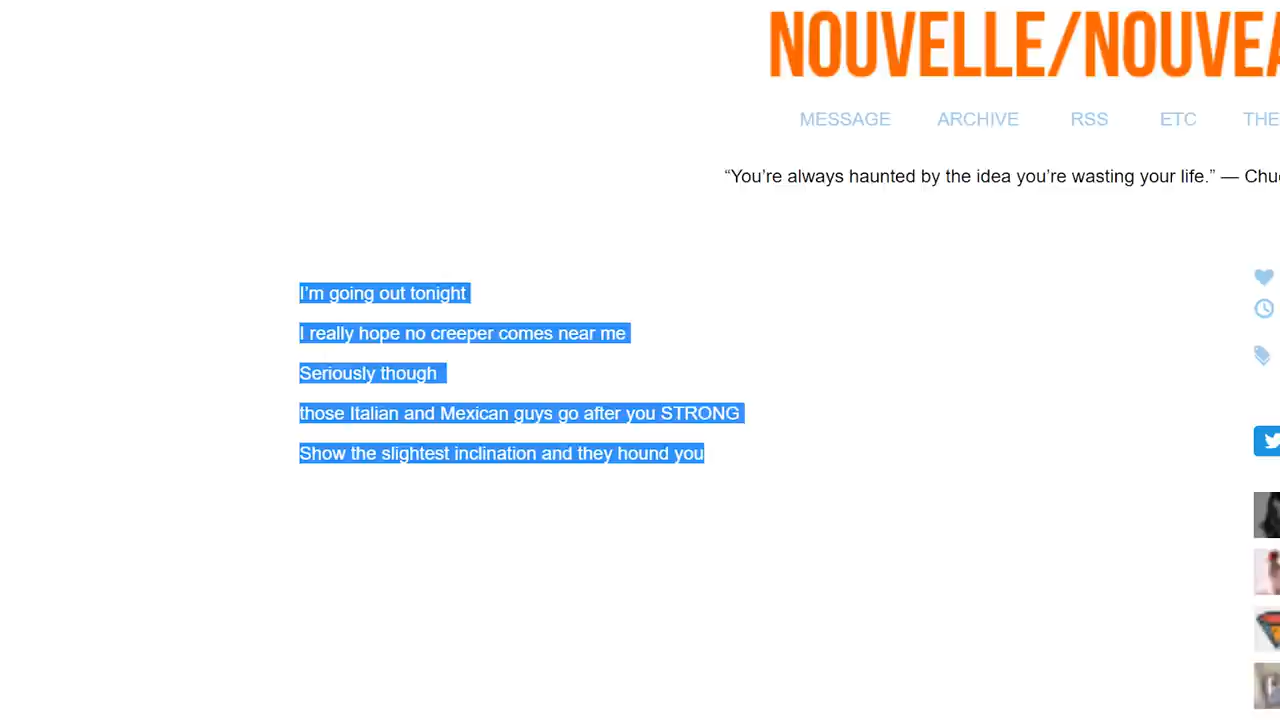 NOUVELLE/NOUVEA
MESSAGE ARCHIVE RSS ETC THE
“You’re always haunted by the idea you’re wasting your life.” — Chuc
I’m going out tonight
I really hope no creeper comes near me
Seriously though
those Italian and Mexican guys go after you STRONG
Show the slightest inclination and they hound you